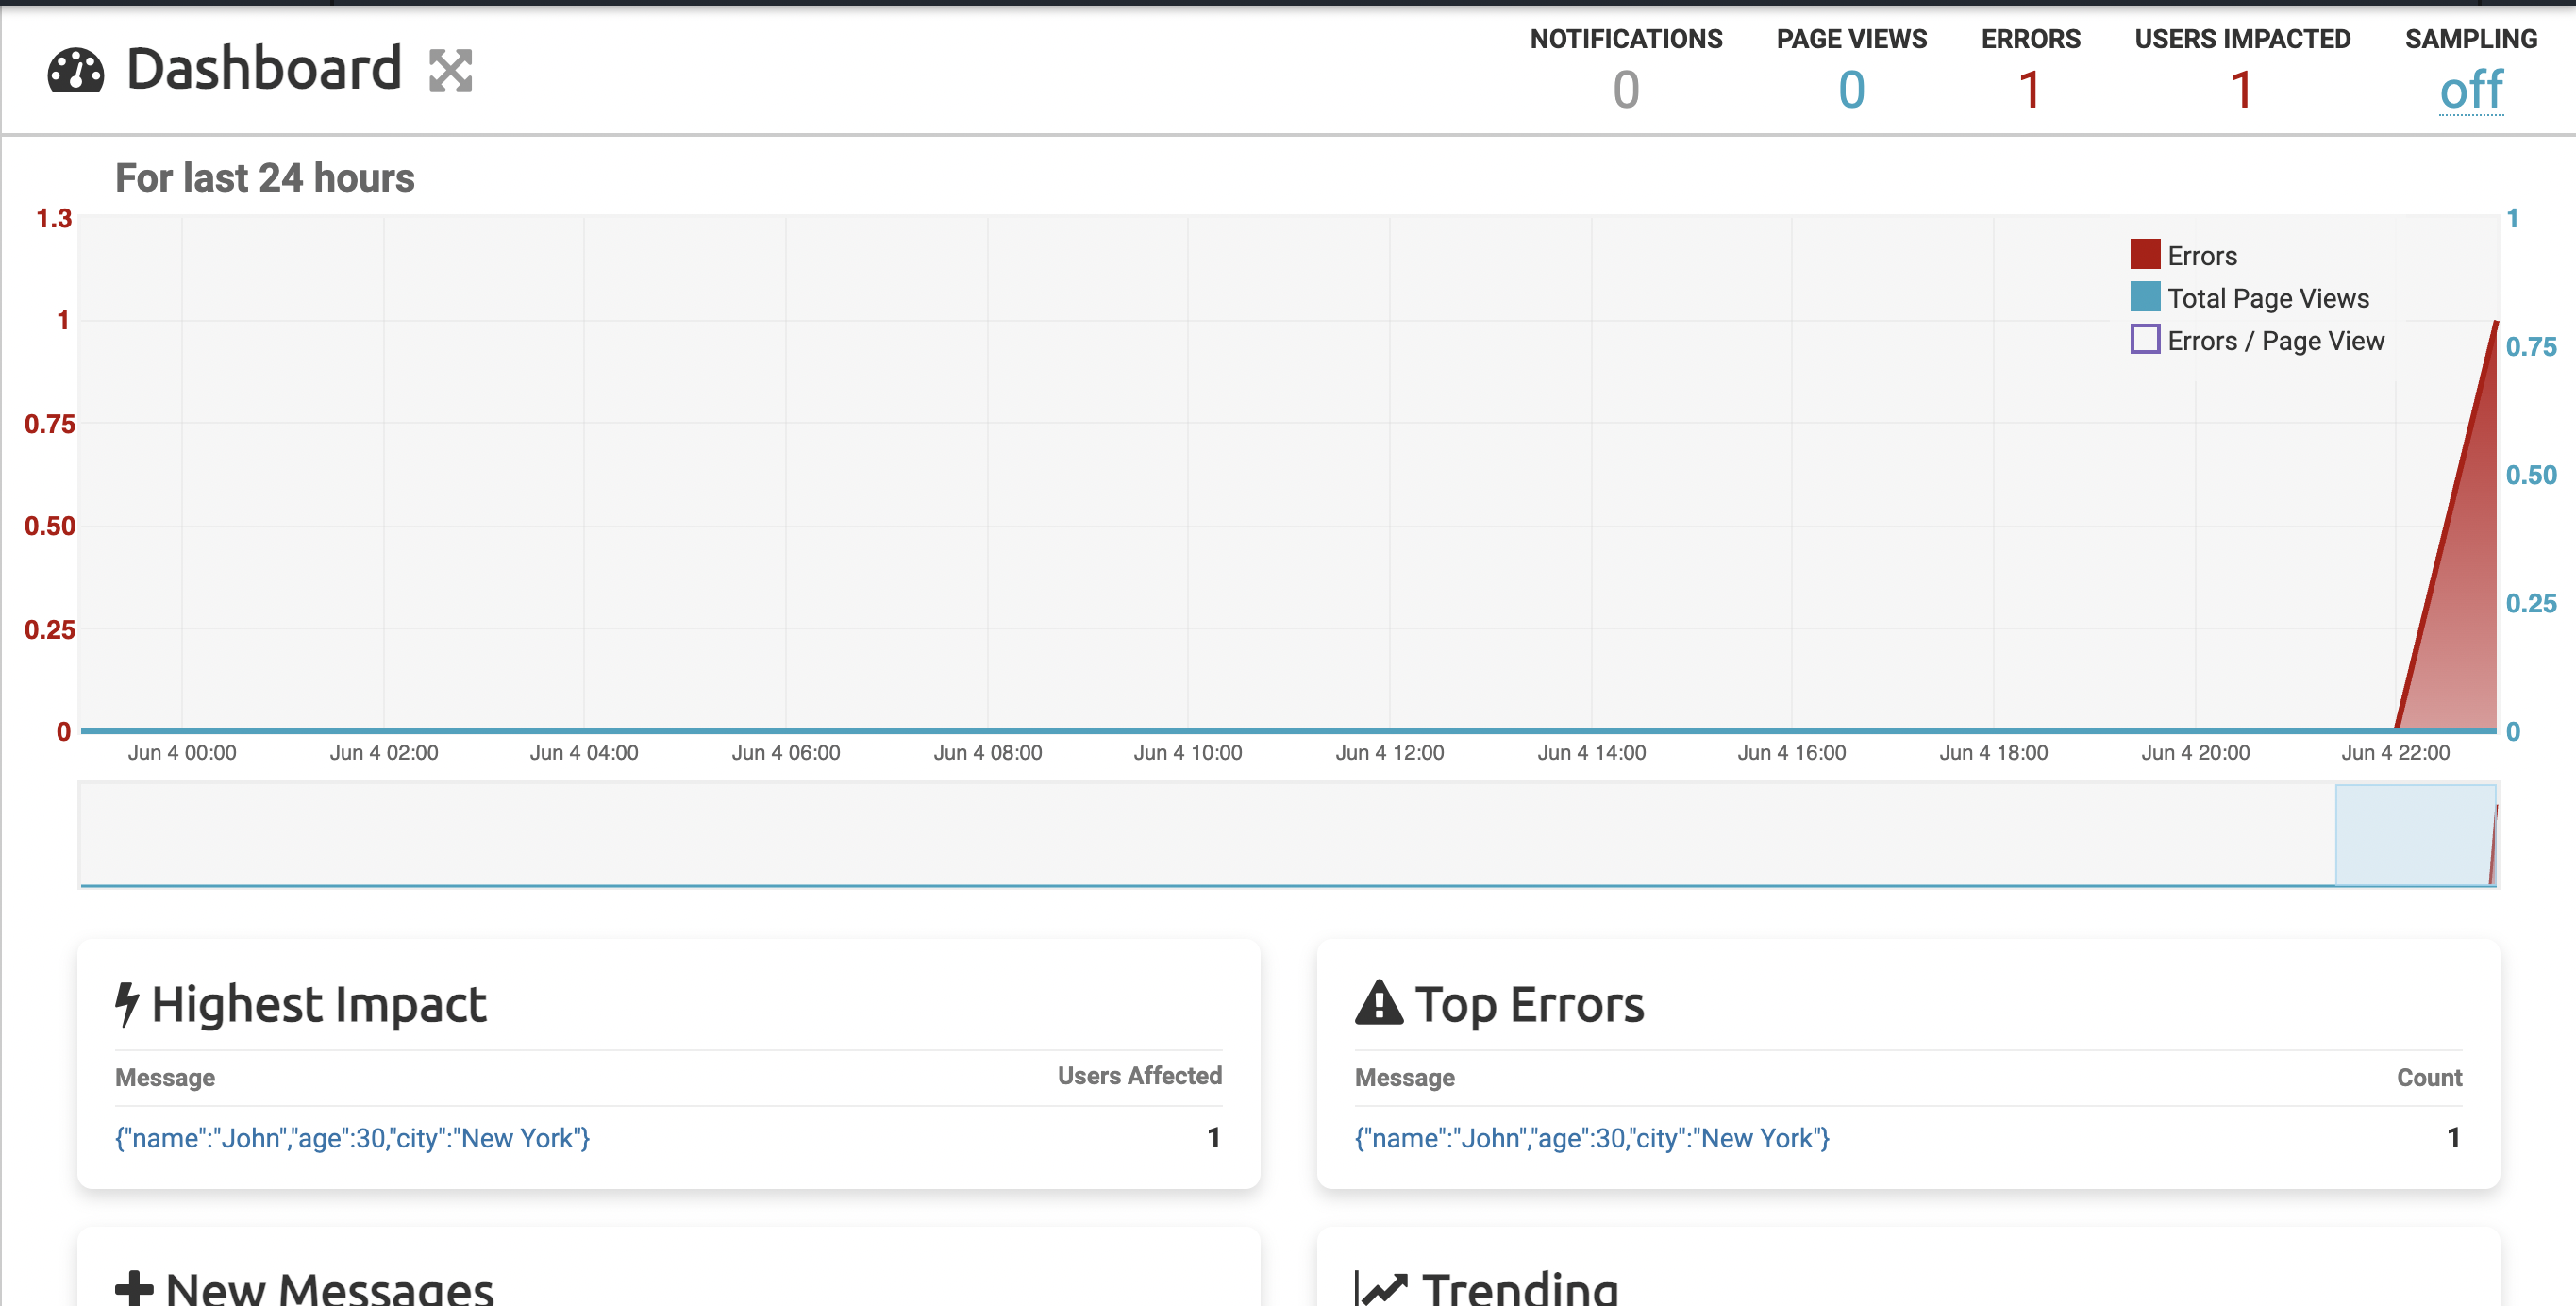 Dashboard
NOTIFICATIONS PAGE VIEWS ERRORS USERS IMPACTED SAMPLING
0 0 1 1 off
For last 24 hours
1.3
1
0.75
0.50
0.25
0
1
0.75
0.50
0.25
0
Errors
Total Page Views
Errors / Page View
Jun 4 00:00 Jun 4 02:00 Jun 4 04:00 Jun 4 06:00 Jun 4 08:00 Jun 4 10:00 Jun 4 12:00 Jun 4 14:00 Jun 4 16:00 Jun 4 18:00 Jun 4 20:00 Jun 4 22:00
Highest Impact
Message Users Affected
{"name":"John","age":30,"city":"New York"} 1
Top Errors
Message Count
{"name":"John","age":30,"city":"New York"} 1
New Messages
Trending